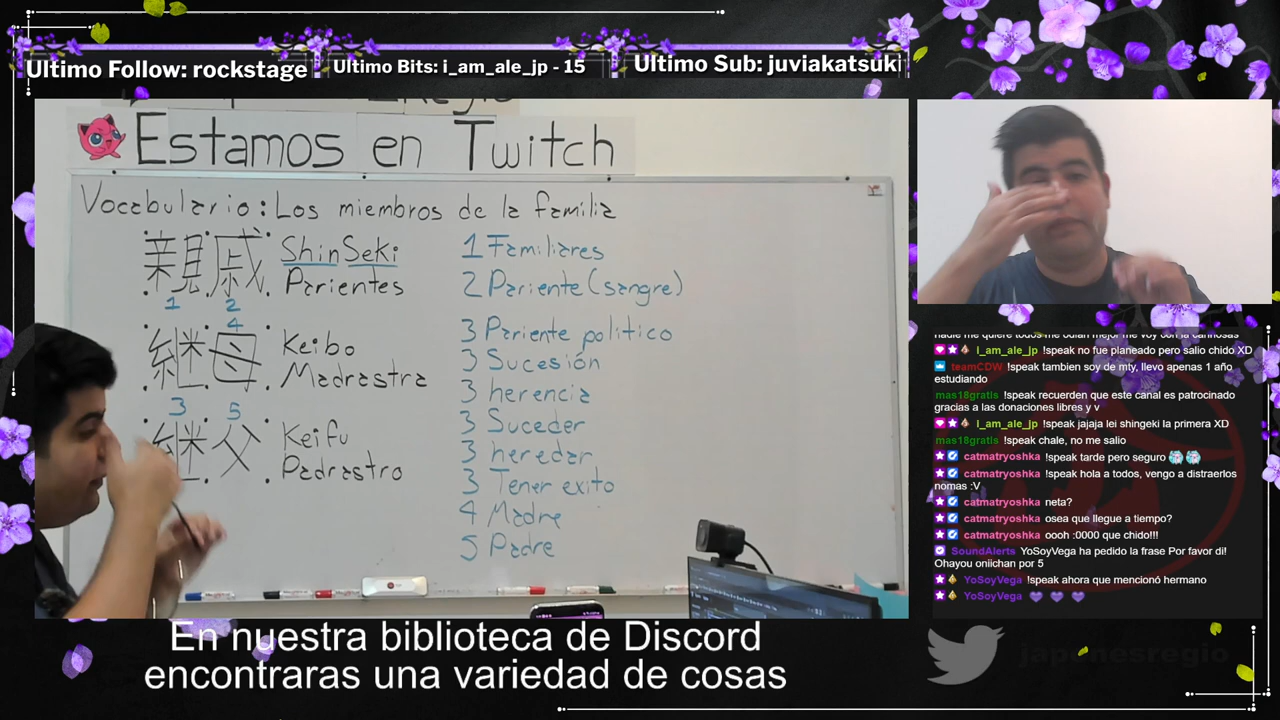 Ultimo Follow: rockstage
Ultimo Bits: i_am_ale_jp - 15
Ultimo Sub: juviakatsuki
Estamos en Twitch
Vocabulario: Los miembros de la familia
親戚 ShinSeki
Parientes
1 2
継母 Keibo
Madrastra
4
継父 Keifu
Padrastro
3 5
1 Familiares
2 Pariente (sangre)
3 Pariente politico
3 Sucesión
3 herencia
3 Suceder
3 heredar
3 Tener exito
4 Madre
5 Padre
i_am_ale_jp !speak no fue planeado pero salio chido XD
teamCDW !speak tambien soy de mty, llevo apenas 1 año
estudiando
mas18gratis !speak recuerden que este canal es patrocinado
gracias a las donaciones libres y v
i_am_ale_jp !speak jajaja lei shingeki la primera XD
mas18gratis !speak chale, no me salio
catmatryoshka !speak tarde pero seguro
catmatryoshka !speak hola a todos, vengo a distraerlos
nomas :V
catmatryoshka neta?
catmatryoshka osea que llegue a tiempo?
catmatryoshka oooh :0000 que chido!!!
SoundAlerts YoSoyVega ha pedido la frase Por favor di!
Ohayou oniichan por 5
YoSoyVega !speak ahora que mencionó hermano
YoSoyVega
En nuestra biblioteca de Discord
encontraras una variedad de cosas
japonesregio